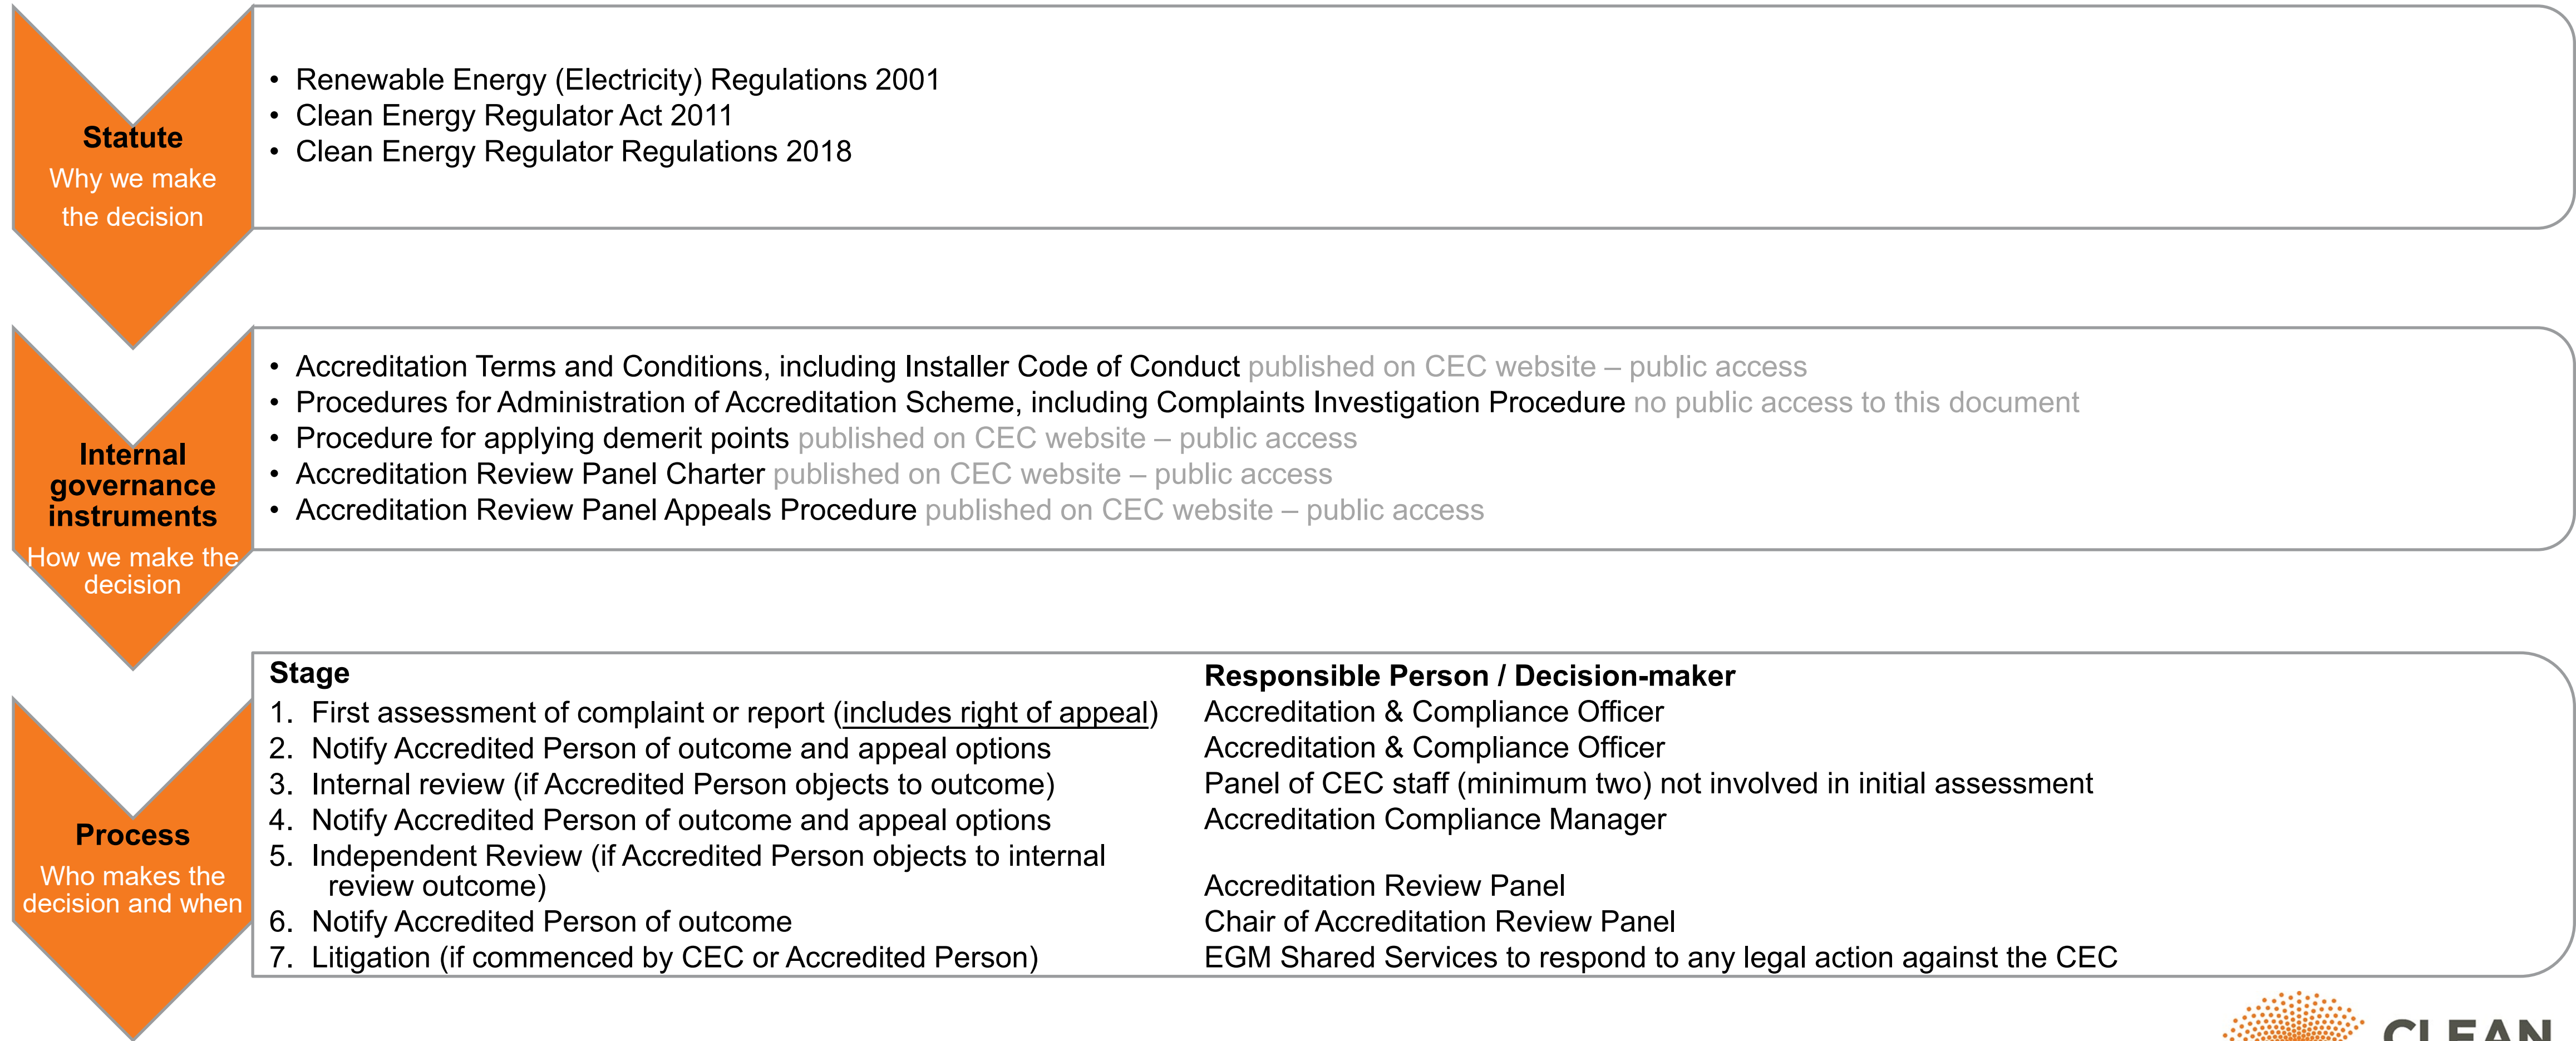 Statute
Why we make
the decision
• Renewable Energy (Electricity) Regulations 2001
• Clean Energy Regulator Act 2011
• Clean Energy Regulator Regulations 2018
Internal
governance
instruments
How we make the
decision
• Accreditation Terms and Conditions, including Installer Code of Conduct published on CEC website – public access
• Procedures for Administration of Accreditation Scheme, including Complaints Investigation Procedure no public access to this document
• Procedure for applying demerit points published on CEC website – public access
• Accreditation Review Panel Charter published on CEC website – public access
• Accreditation Review Panel Appeals Procedure published on CEC website – public access
Process
Who makes the
decision and when
Stage Responsible Person / Decision-maker
1. First assessment of complaint or report (includes right of appeal) Accreditation & Compliance Officer
2. Notify Accredited Person of outcome and appeal options Accreditation & Compliance Officer
3. Internal review (if Accredited Person objects to outcome) Panel of CEC staff (minimum two) not involved in initial assessment
4. Notify Accredited Person of outcome and appeal options Accreditation Compliance Manager
5. Independent Review (if Accredited Person objects to internal
review outcome) Accreditation Review Panel
6. Notify Accredited Person of outcome Chair of Accreditation Review Panel
7. Litigation (if commenced by CEC or Accredited Person) EGM Shared Services to respond to any legal action against the CEC
CLEAN